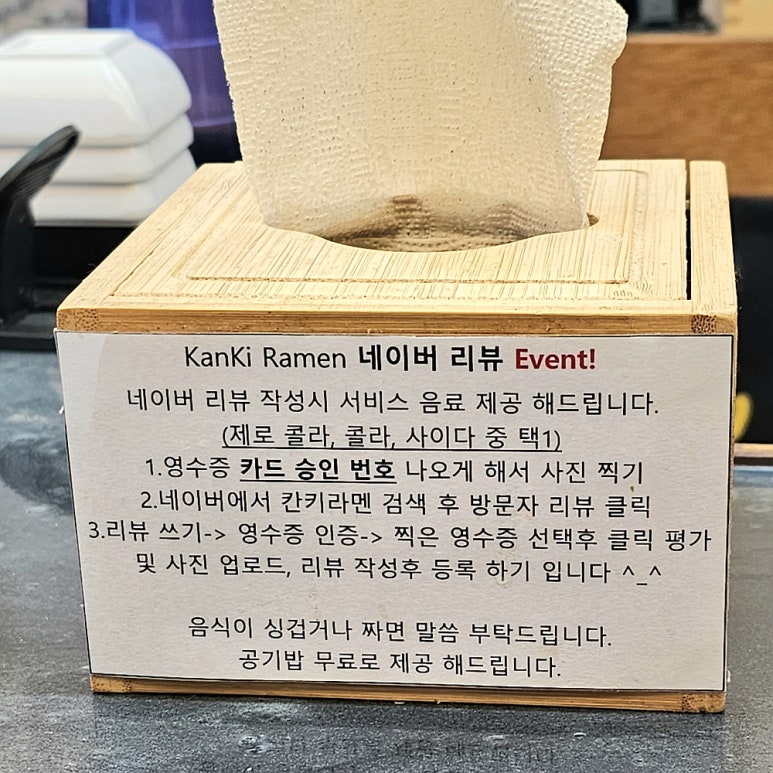 KanKi Ramen 네이버 리뷰 Event!
네이버 리뷰 작성시 서비스 음료 제공 해드립니다.
(제로 콜라, 콜라, 사이다 중 택1)
1.영수증 카드 승인 번호 나오게 해서 사진 찍기
2.네이버에서 칸키라멘 검색 후 방문자 리뷰 클릭
3.리뷰 쓰기-> 영수증 인증-> 찍은 영수증 선택후 클릭 평가
및 사진 업로드, 리뷰 작성후 등록 하기 입니다 ^_^
음식이 싱겁거나 짜면 말씀 부탁드립니다.
공기밥 무료로 제공 해드립니다.